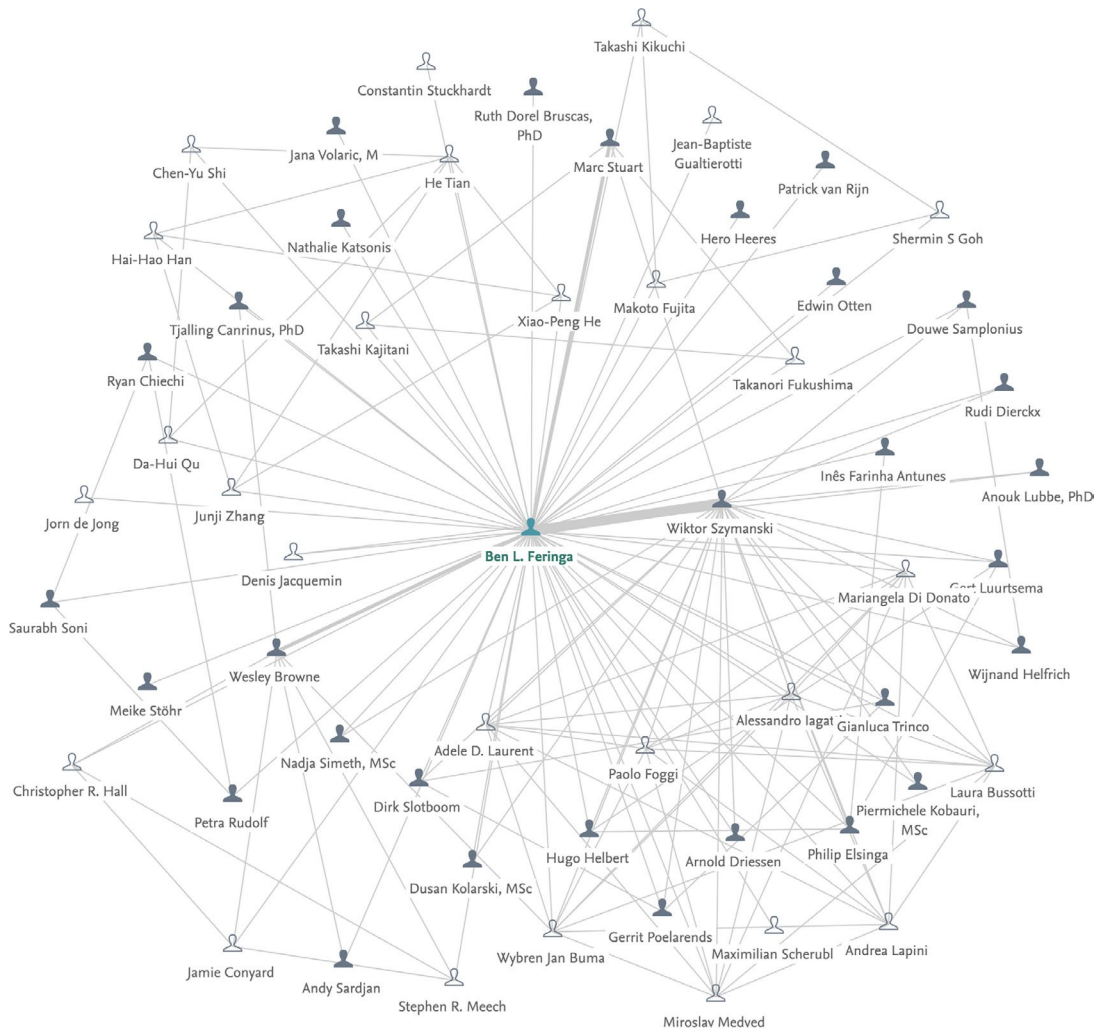 Takashi Kikuchi
Constantin Stuckhardt
Ruth Dorel Bruscas,
PhD
Jean-Baptiste
Gualtierotti
Jana Volaric, M
Marc Stuart
Chen-Yu Shi
He Tian
Patrick van Rijn
Hero Heeres
Shermin S Goh
Nathalie Katsonis
Hai-Hao Han
Edwin Otten
Makoto Fujita
Xiao-Peng He
Tjalling Canrinus, PhD
Douwe Samplonius
Takashi Kajitani
Ryan Chiechi
Takanori Fukushima
Rudi Dierckx
Da-Hui Qu
Inês Farinha Antunes
Anouk Lubbe, PhD
Junji Zhang
Jorn de Jong
Wiktor Szymanski
Ben L. Feringa
Denis Jacquemin
Gert Luurtsema
Mariangela Di Donato
Saurabh Soni
Wesley Browne
Wijnand Helfrich
Meike Stöhr
Alessandro Iagat
Gianluca Trinco
Adele D. Laurent
Nadja Simeth, MSc
Paolo Foggi
Christopher R. Hall
Laura Bussotti
Dirk Slotboom
Piermichele Kobauri,
MSc
Petra Rudolf
Hugo Helbert
Arnold Driessen
Philip Elsinga
Dusan Kolarski, MSc
Gerrit Poelarends
Andrea Lapini
Maximilian Scherubl
Wybren Jan Buma
Jamie Conyard
Andy Sardjan
Stephen R. Meech
Miroslav Medved